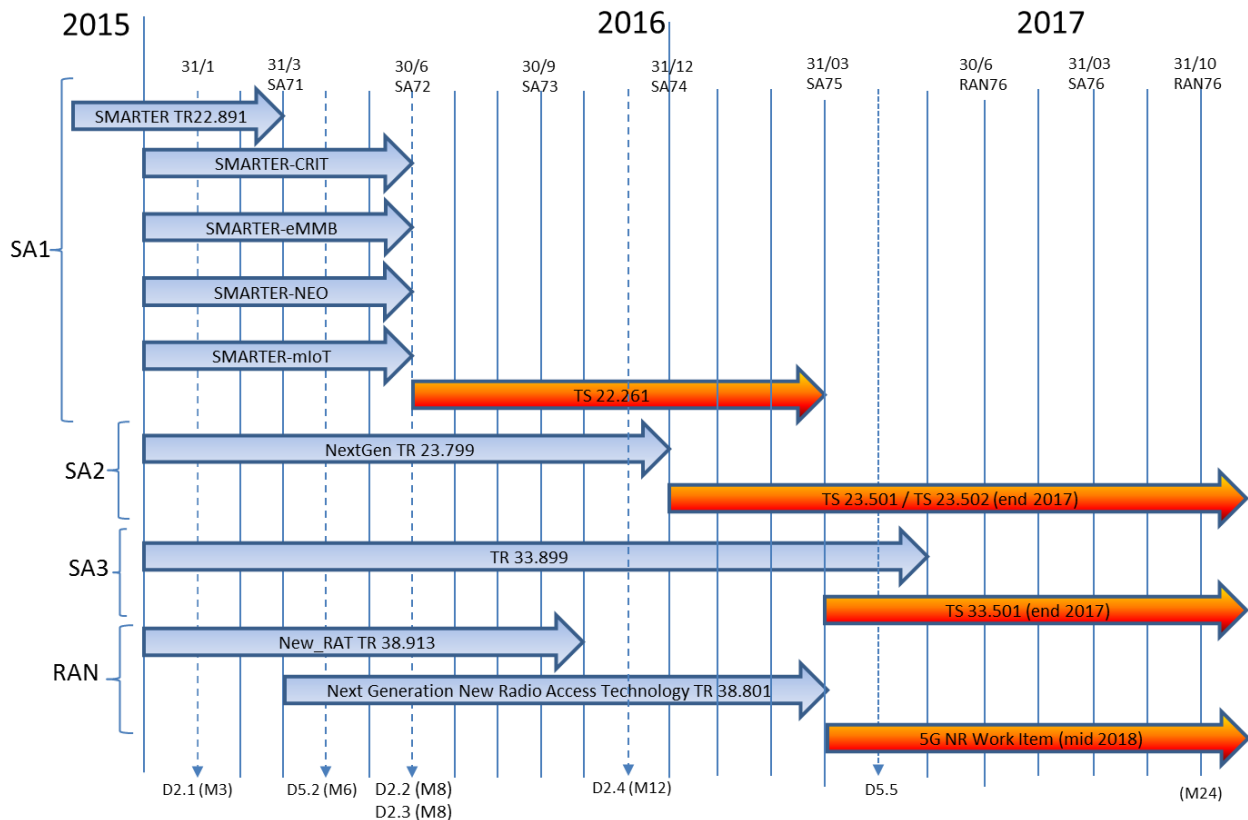 2015
2016
2017
31/1
31/3
SA71
30/6
SA72
30/9
SA73
31/12
SA74
31/03
SA75
30/6
RAN76
31/03
SA76
31/10
RAN76
SMARTER TR22.891
SMARTER-CRIT
SMARTER-eMMB
SA1
SMARTER-NEO
SMARTER-mIoT
TS 22.261
NextGen TR 23.799
SA2
TS 23.501 / TS 23.502 (end 2017)
TR 33.899
SA3
TS 33.501 (end 2017)
New_RAT TR 38.913
RAN
Next Generation New Radio Access Technology TR 38.801
5G NR Work Item (mid 2018)
D2.1 (M3)
D5.2 (M6)
D2.2 (M8)
D2.3 (M8)
D2.4 (M12)
D5.5
(M24)